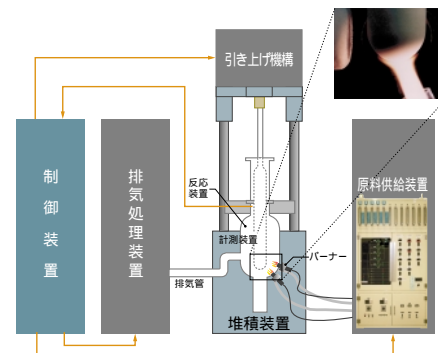 引き上げ機構
制御装置
排気処理装置
反応
装置
計測装置
バーナー
排気管
堆積装置
原料供給装置